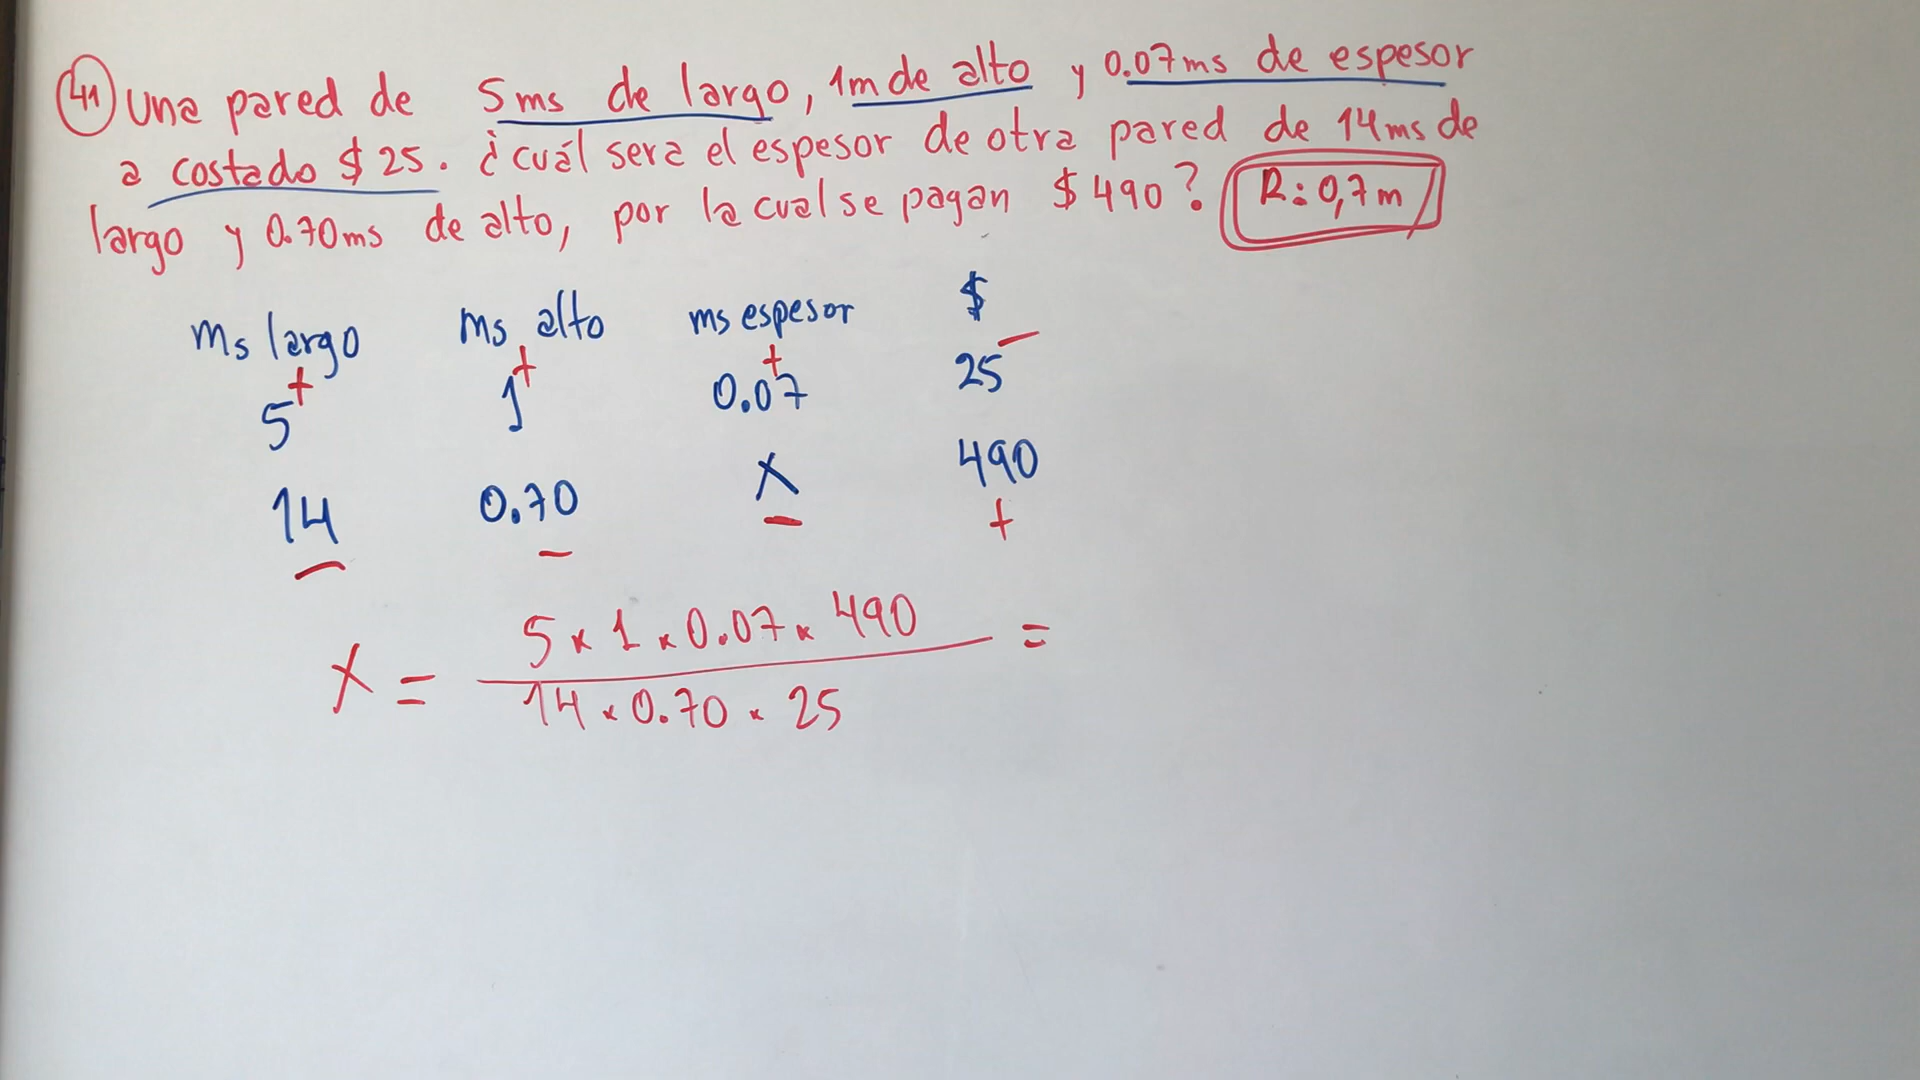 41 Una pared de 5ms de largo, 1m de alto y 0.07ms de espesor
a costado $ 25. ¿cuál sera el espesor de otra pared de 14ms de
largo y 0.70ms de alto, por la cual se pagan $ 490? R: 0,7m
ms largo ms alto ms espesor $
+ + + −
5 1 0.07 25
14 0.70 x 490
− − − +
5 × 1 × 0.07 × 490
x = =
14 × 0.70 × 25